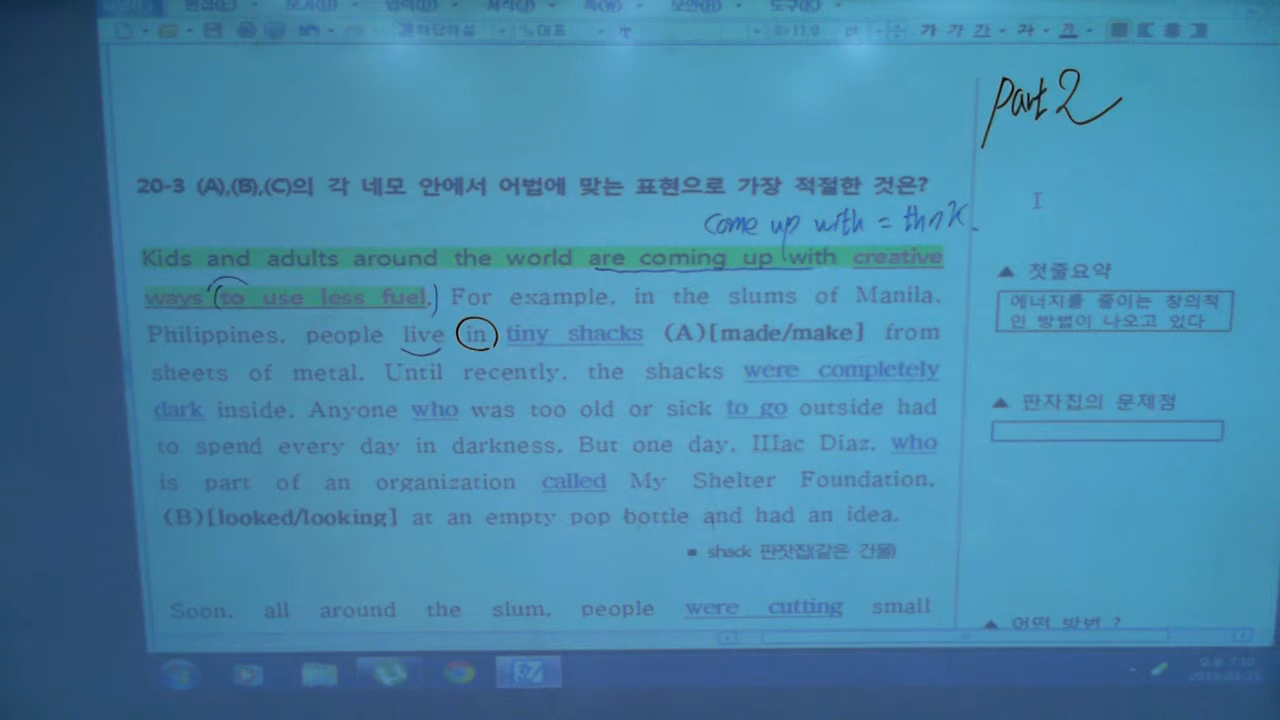 Part 2
20-3 (A),(B),(C)의 각 네모 안에서 어법에 맞는 표현으로 가장 적절한 것은?
come up with = thnk.
Kids and adults around the world are coming up with creative
ways (to use less fuel.) For example, in the slums of Manila,
Philippines, people live in tiny shacks (A)[made/make] from
sheets of metal. Until recently, the shacks were completely
dark inside. Anyone who was too old or sick to go outside had
to spend every day in darkness. But one day, IIIac Diaz, who
is part of an organization called My Shelter Foundation,
(B)[looked/looking] at an empty pop bottle and had an idea.
■ shack 판잣집(같은 건물)
Soon, all around the slum, people were cutting small
▲ 첫줄요약
에너지를 줄이는 창의적
인 방법이 나오고 있다
▲ 판자집의 문제점
▲ 어떤 방법 ?